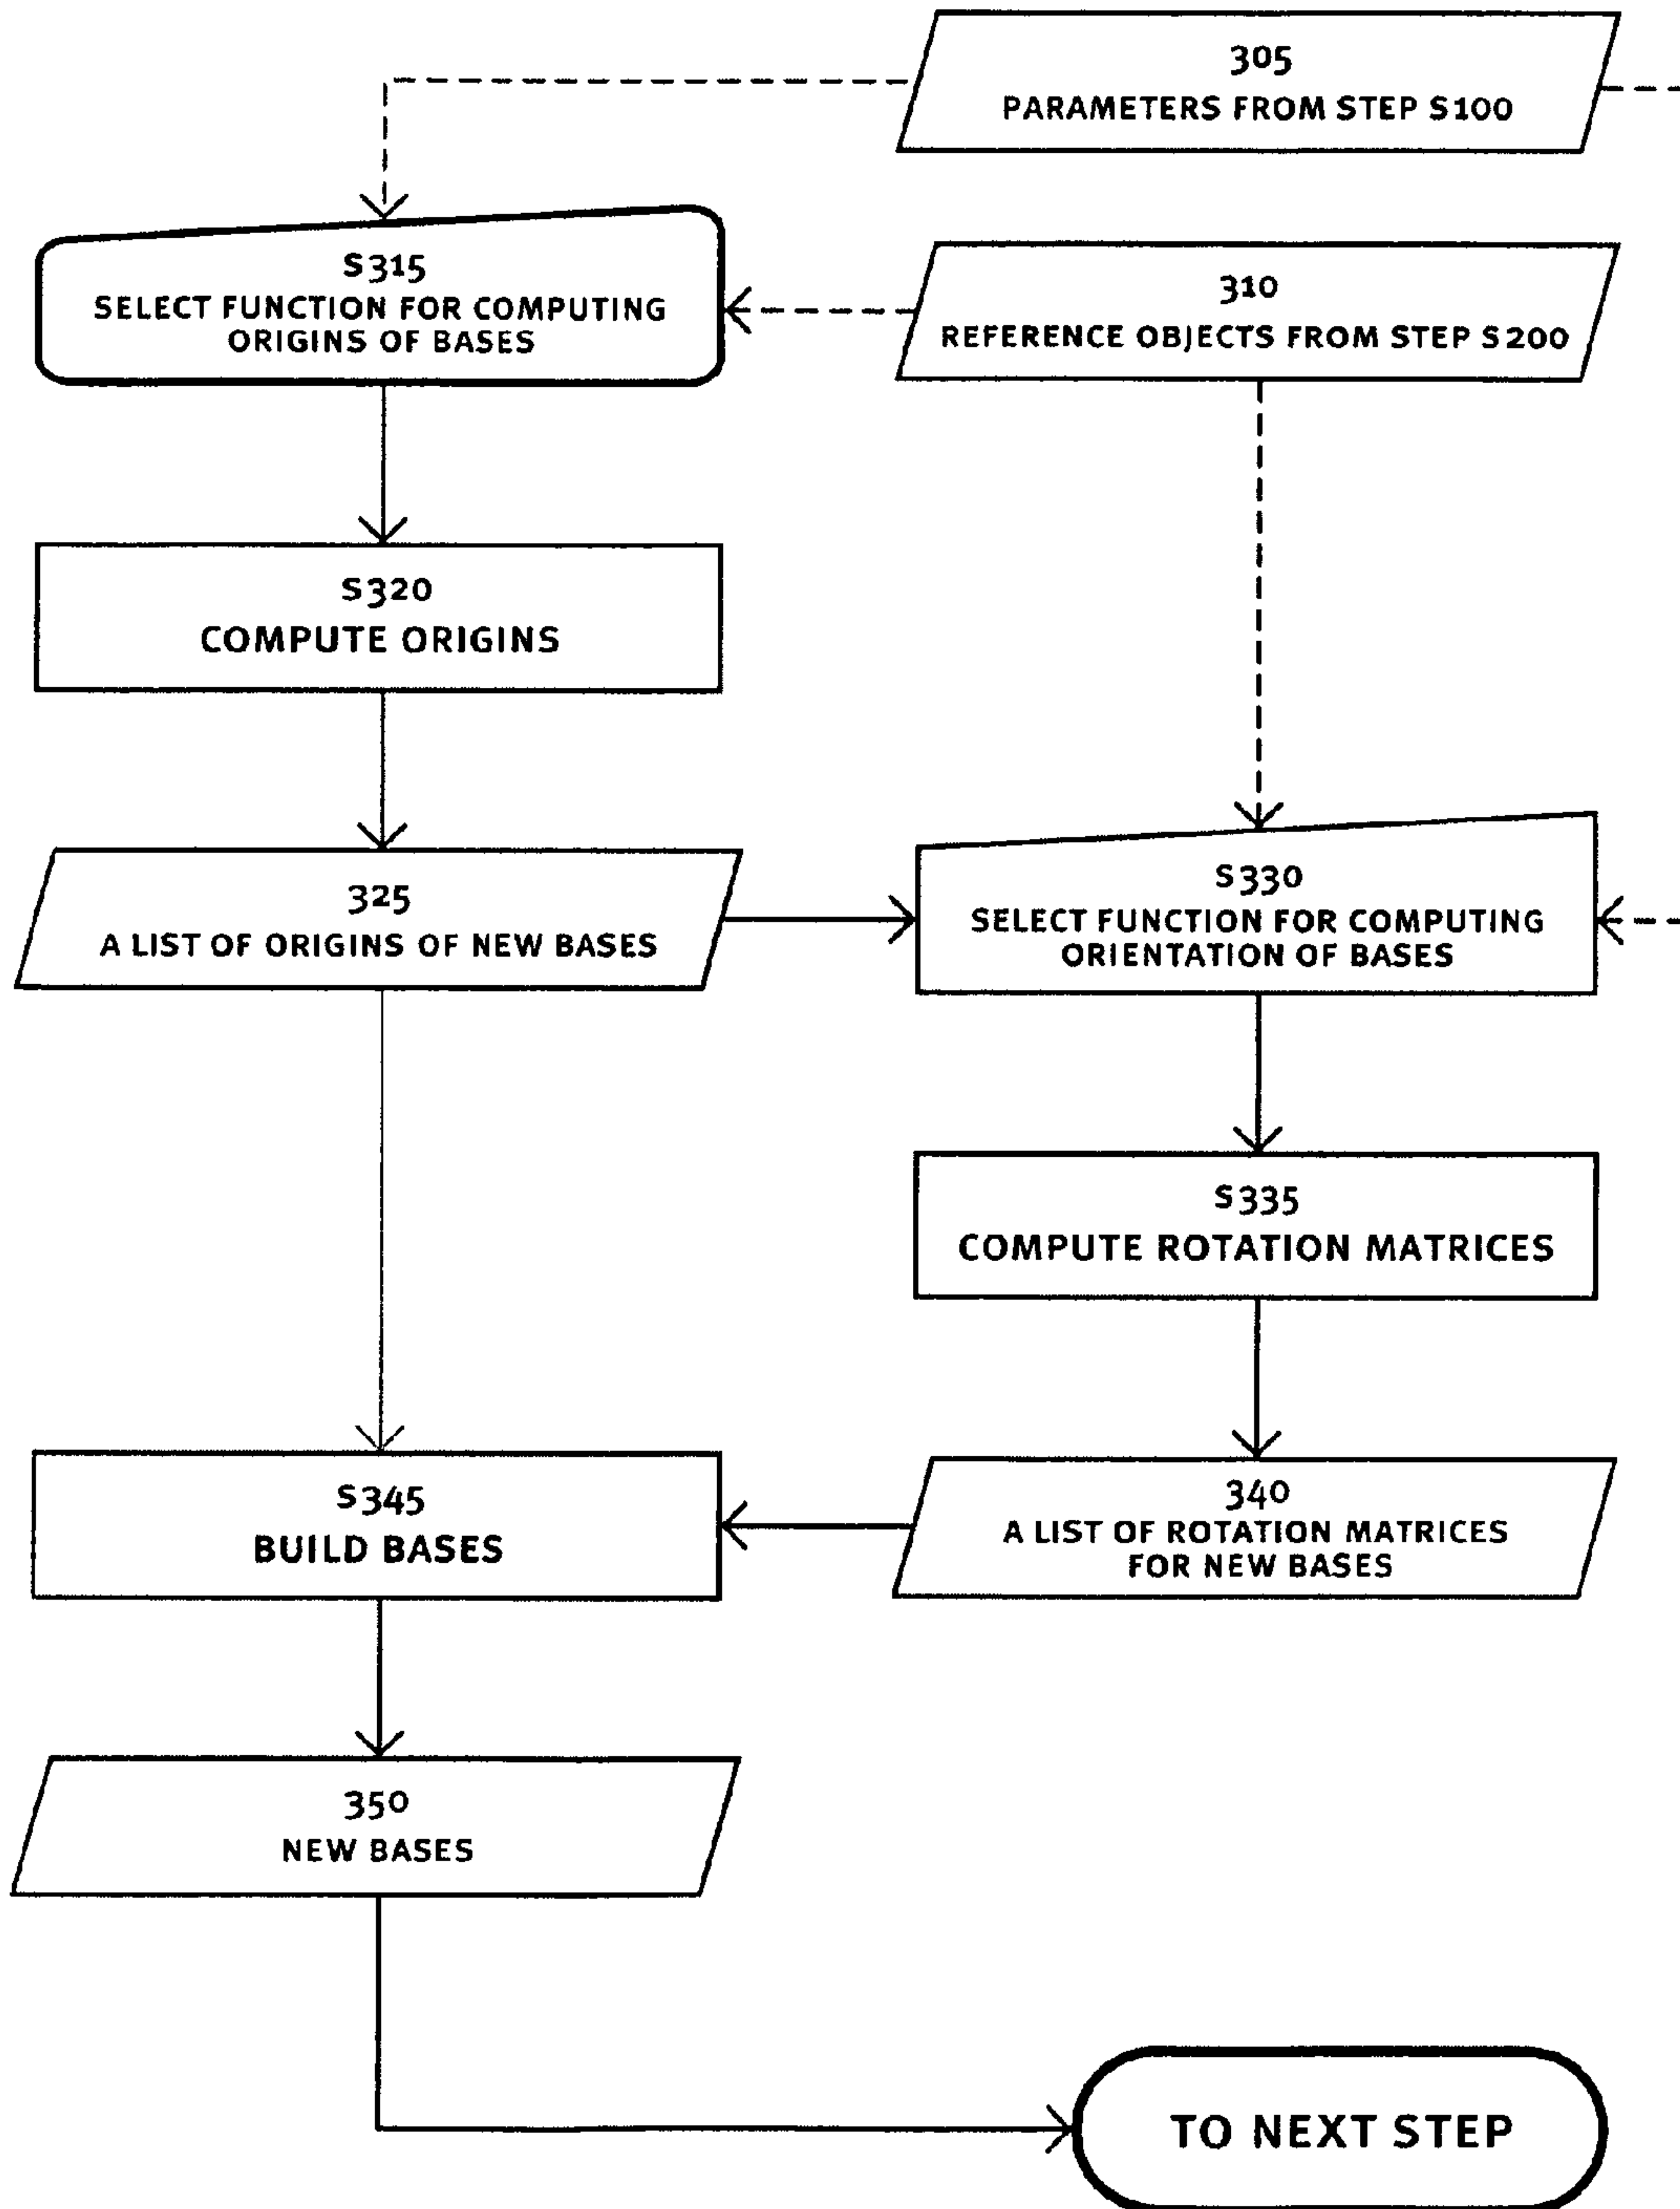 305
PARAMETERS FROM STEP S100
S315
SELECT FUNCTION FOR COMPUTING
ORIGINS OF BASES
310
REFERENCE OBJECTS FROM STEP S200
S320
COMPUTE ORIGINS
325
A LIST OF ORIGINS OF NEW BASES
S330
SELECT FUNCTION FOR COMPUTING
ORIENTATION OF BASES
S335
COMPUTE ROTATION MATRICES
340
A LIST OF ROTATION MATRICES
FOR NEW BASES
S345
BUILD BASES
350
NEW BASES
TO NEXT STEP